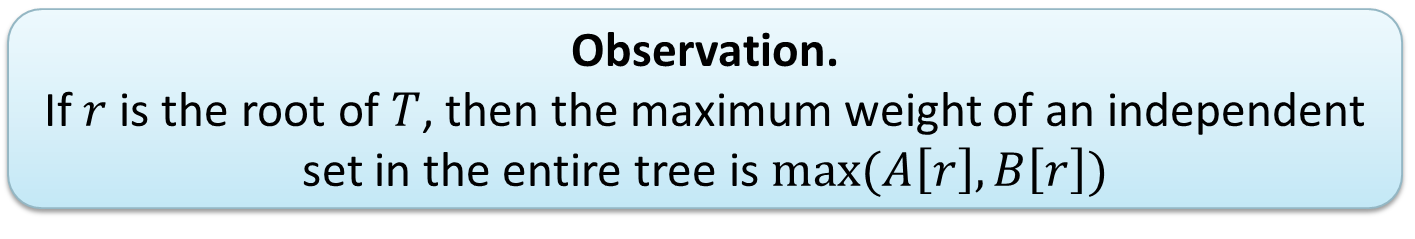 Observation.
If r is the root of T, then the maximum weight of an independent
set in the entire tree is max(A[r], B[r])